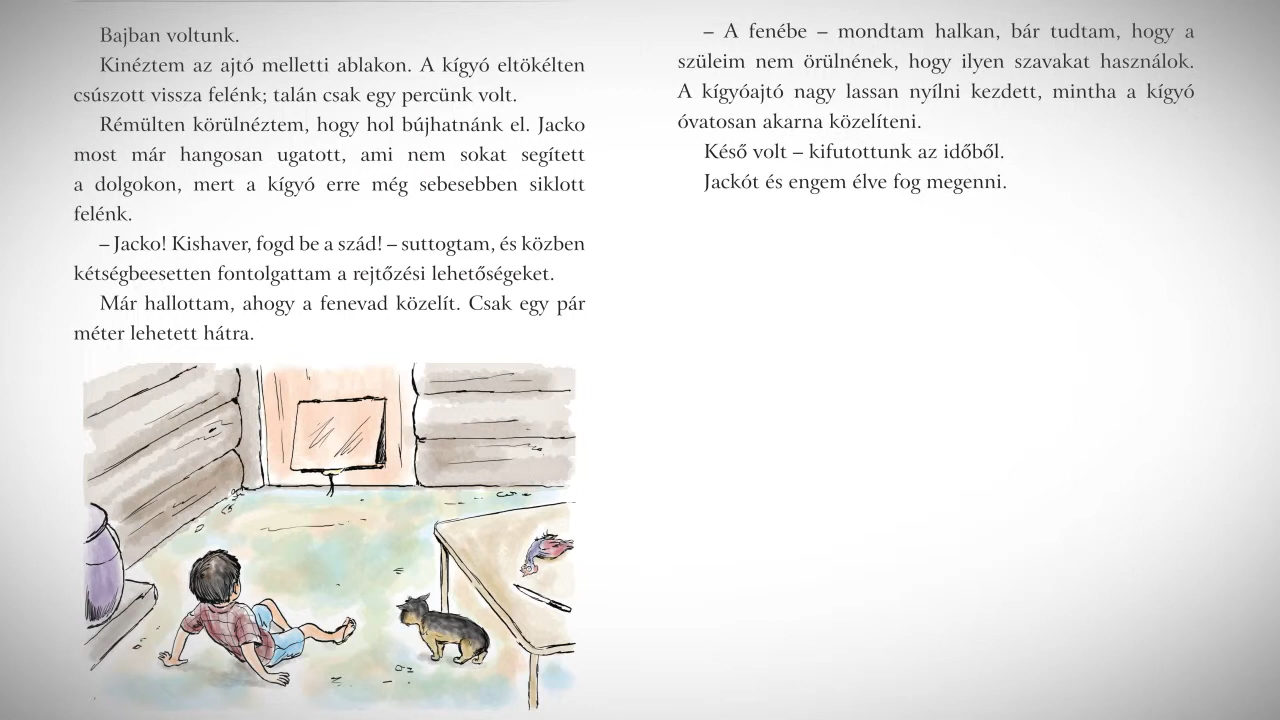 Bajban voltunk.
Kinéztem az ajtó melletti ablakon. A kígyó eltökélten
csúszott vissza felénk; talán csak egy percünk volt.
Rémülten körülnéztem, hogy hol bújhatnánk el. Jacko
most már hangosan ugatott, ami nem sokat segített
a dolgokon, mert a kígyó erre még sebesebben siklott
felénk.
– Jacko! Kishaver, fogd be a szád! – suttogtam, és közben
kétségbeesetten fontolgattam a rejtőzési lehetőségeket.
Már hallottam, ahogy a fenevad közelít. Csak egy pár
méter lehetett hátra.
– A fenébe – mondtam halkan, bár tudtam, hogy a
szüleim nem örülnének, hogy ilyen szavakat használok.
A kígyóajtó nagy lassan nyílni kezdett, mintha a kígyó
óvatosan akarna közelíteni.
Késő volt – kifutottunk az időből.
Jackót és engem élve fog megenni.